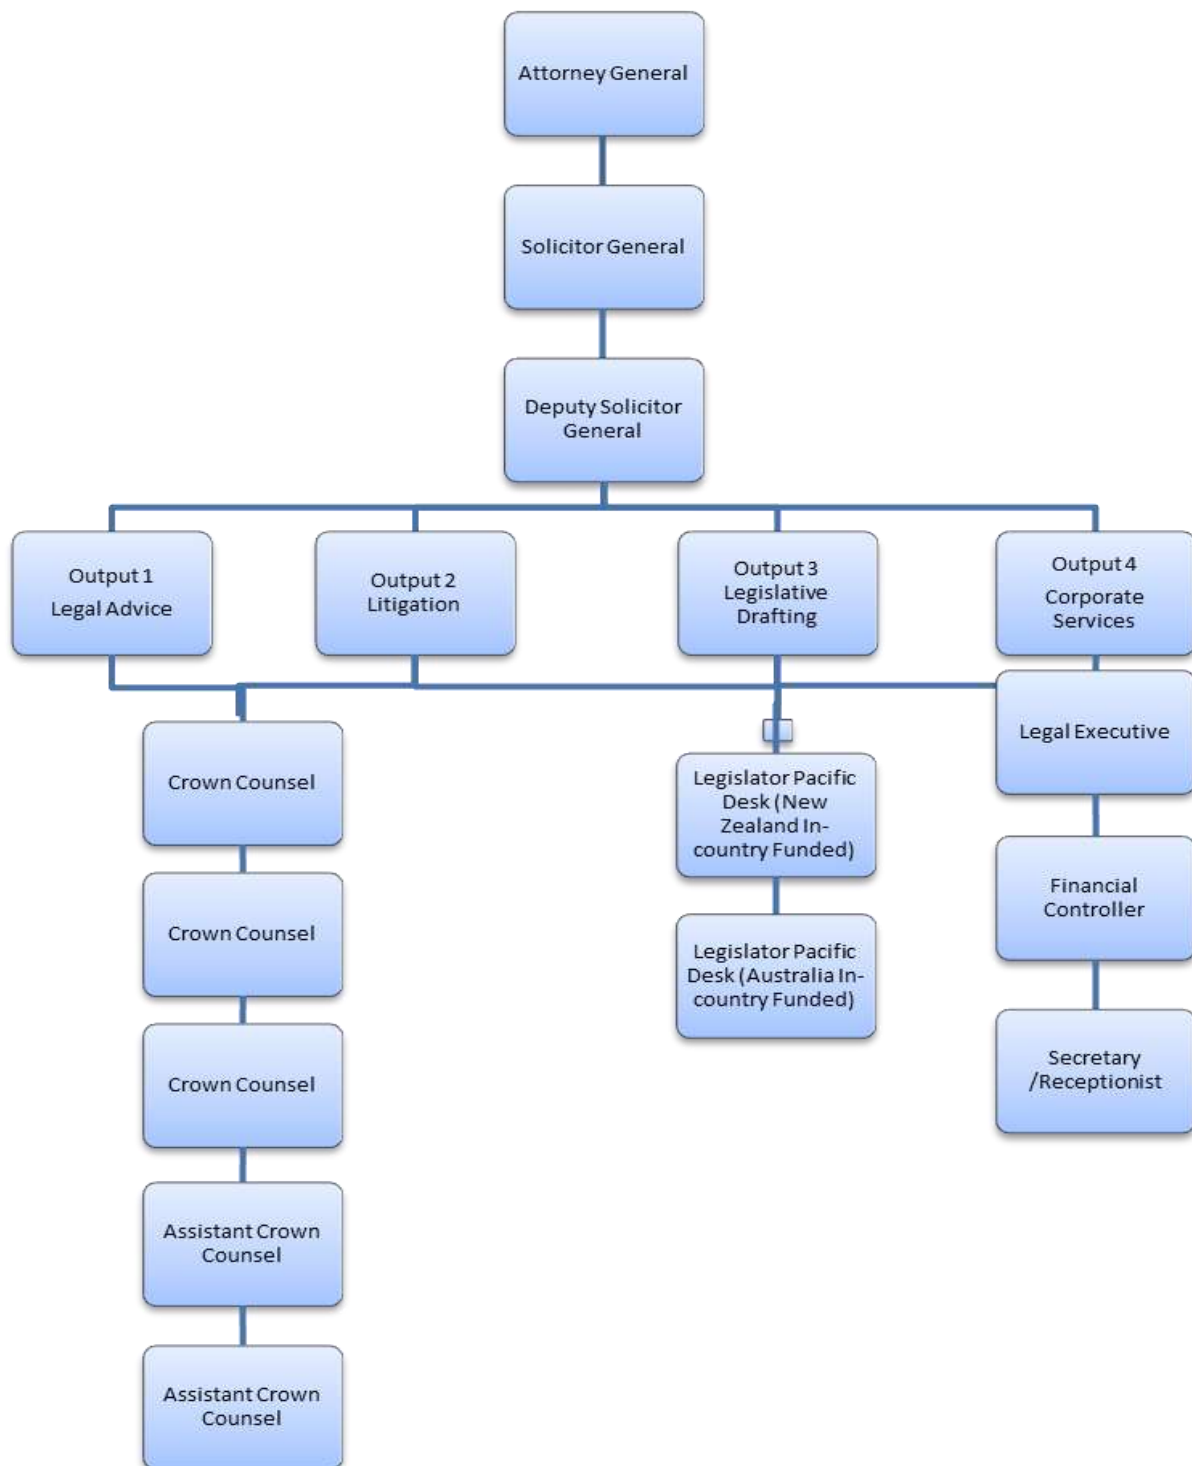 Attorney General
Solicitor General
Deputy Solicitor
General
Output 1
Legal Advice
Output 2
Litigation
Output 3
Legislative
Drafting
Output 4
Corporate
Services
Crown Counsel
Legislator Pacific
Desk (New
Zealand In-
country Funded)
Legal Executive
Crown Counsel
Legislator Pacific
Desk (Australia In-
country Funded)
Financial
Controller
Crown Counsel
Secretary
/Receptionist
Assistant Crown
Counsel
Assistant Crown
Counsel